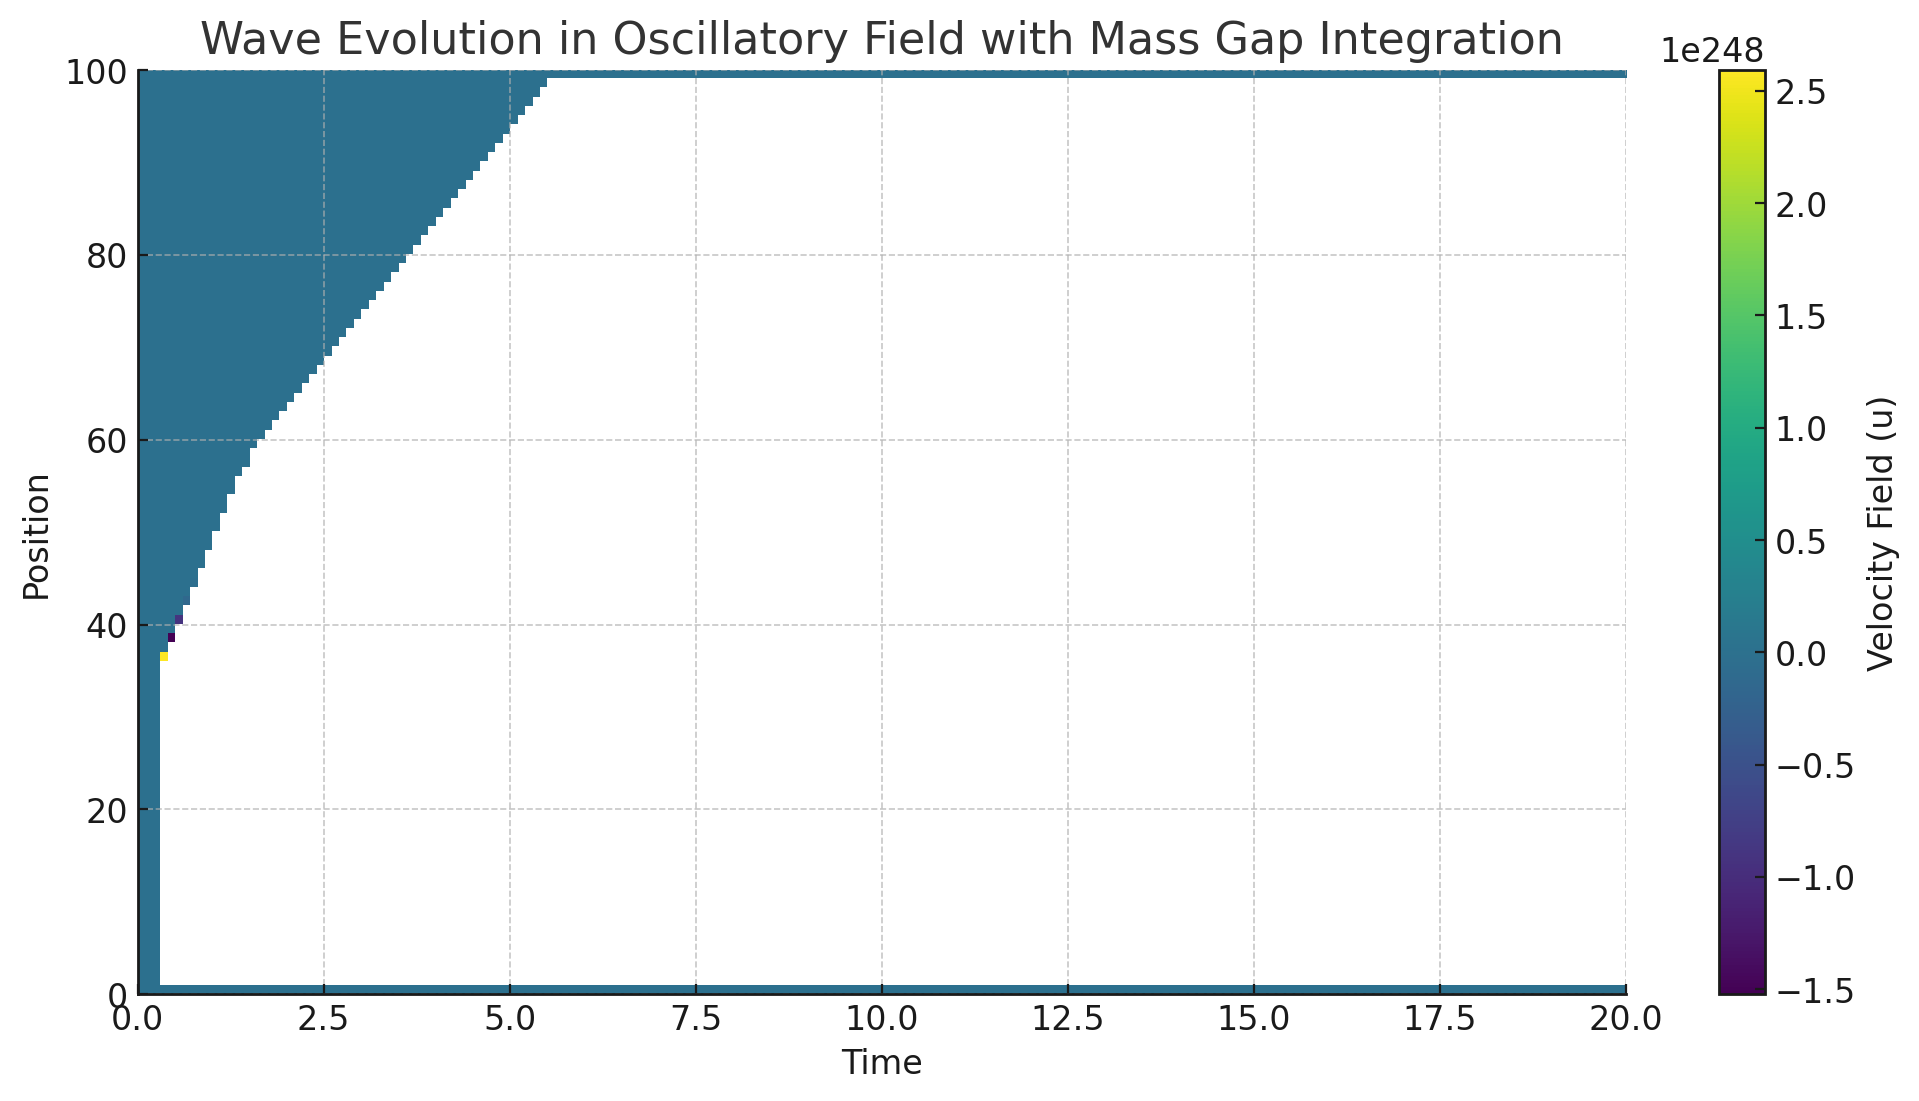 Wave Evolution in Oscillatory Field with Mass Gap Integration
1e248
100
80
60
40
20
0
Position
0.0 2.5 5.0 7.5 10.0 12.5 15.0 17.5 20.0
Time
2.5
2.0
1.5
1.0
0.5
0.0
−0.5
−1.0
−1.5
Velocity Field (u)